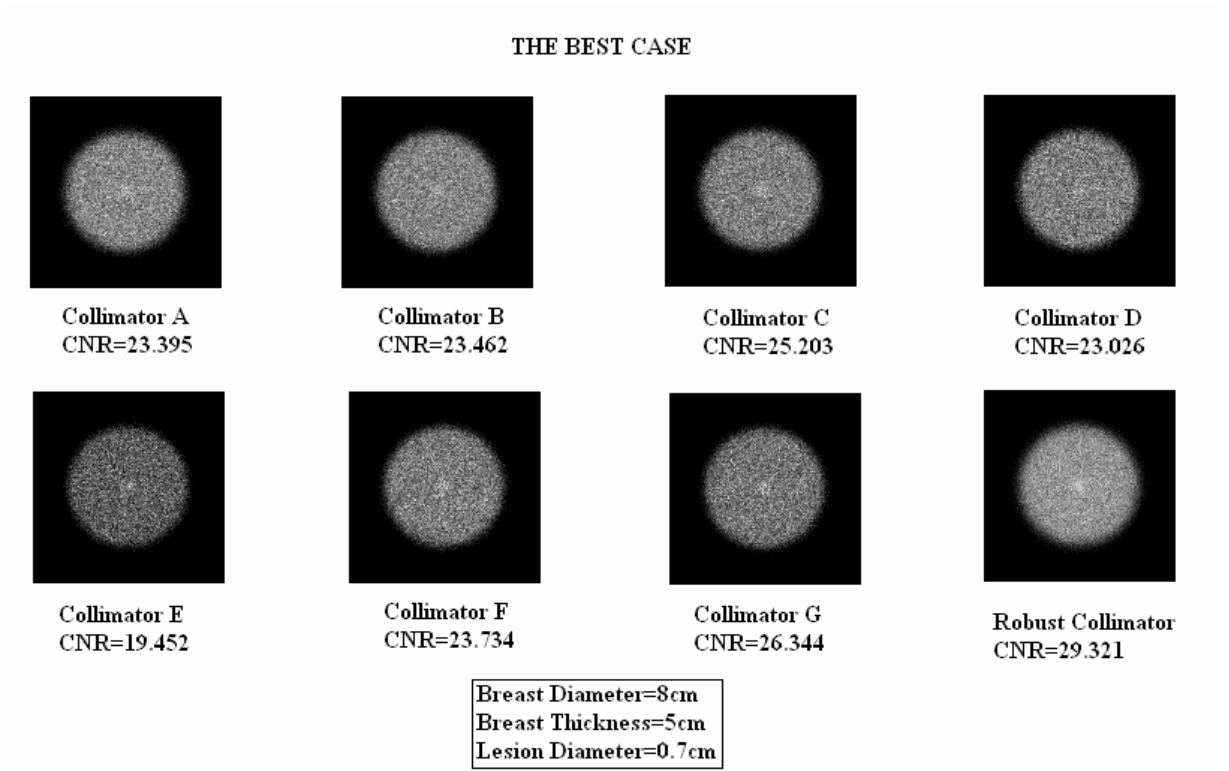 THE BEST CASE
Collimator A
CNR=23.395
Collimator B
CNR=23.462
Collimator C
CNR=25.203
Collimator D
CNR=23.026
Collimator E
CNR=19.452
Collimator F
CNR=23.734
Collimator G
CNR=26.344
Robust Collimator
CNR=29.321
Breast Diameter=8cm
Breast Thickness=5cm
Lesion Diameter=0.7cm